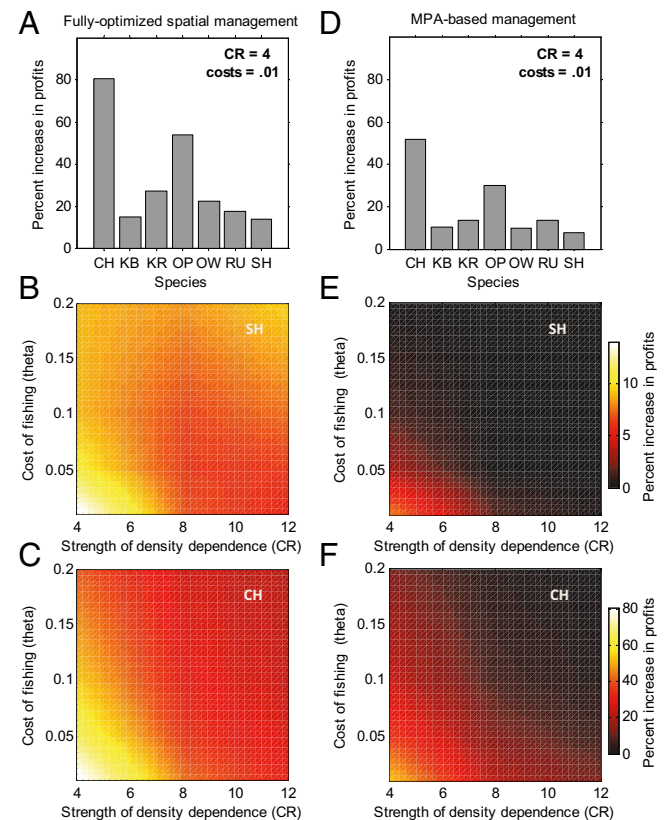 A Fully-optimized spatial management
CR = 4
costs = .01
Percent increase in profits
80
60
40
20
0
CH KB KR OP OW RU SH
Species
D MPA-based management
CR = 4
costs = .01
Percent increase in profits
80
60
40
20
0
CH KB KR OP OW RU SH
Species
B
SH
Cost of fishing (theta)
0.2
0.15
0.1
0.05
4 6 8 10 12
Strength of density dependence (CR)
E
SH
Cost of fishing (theta)
0.2
0.15
0.1
0.05
4 6 8 10 12
Strength of density dependence (CR)
10
5
0
Percent increase in profits
C
CH
Cost of fishing (theta)
0.2
0.15
0.1
0.05
4 6 8 10 12
Strength of density dependence (CR)
F
CH
Cost of fishing (theta)
0.2
0.15
0.1
0.05
4 6 8 10 12
Strength of density dependence (CR)
80
60
40
20
0
Percent increase in profits